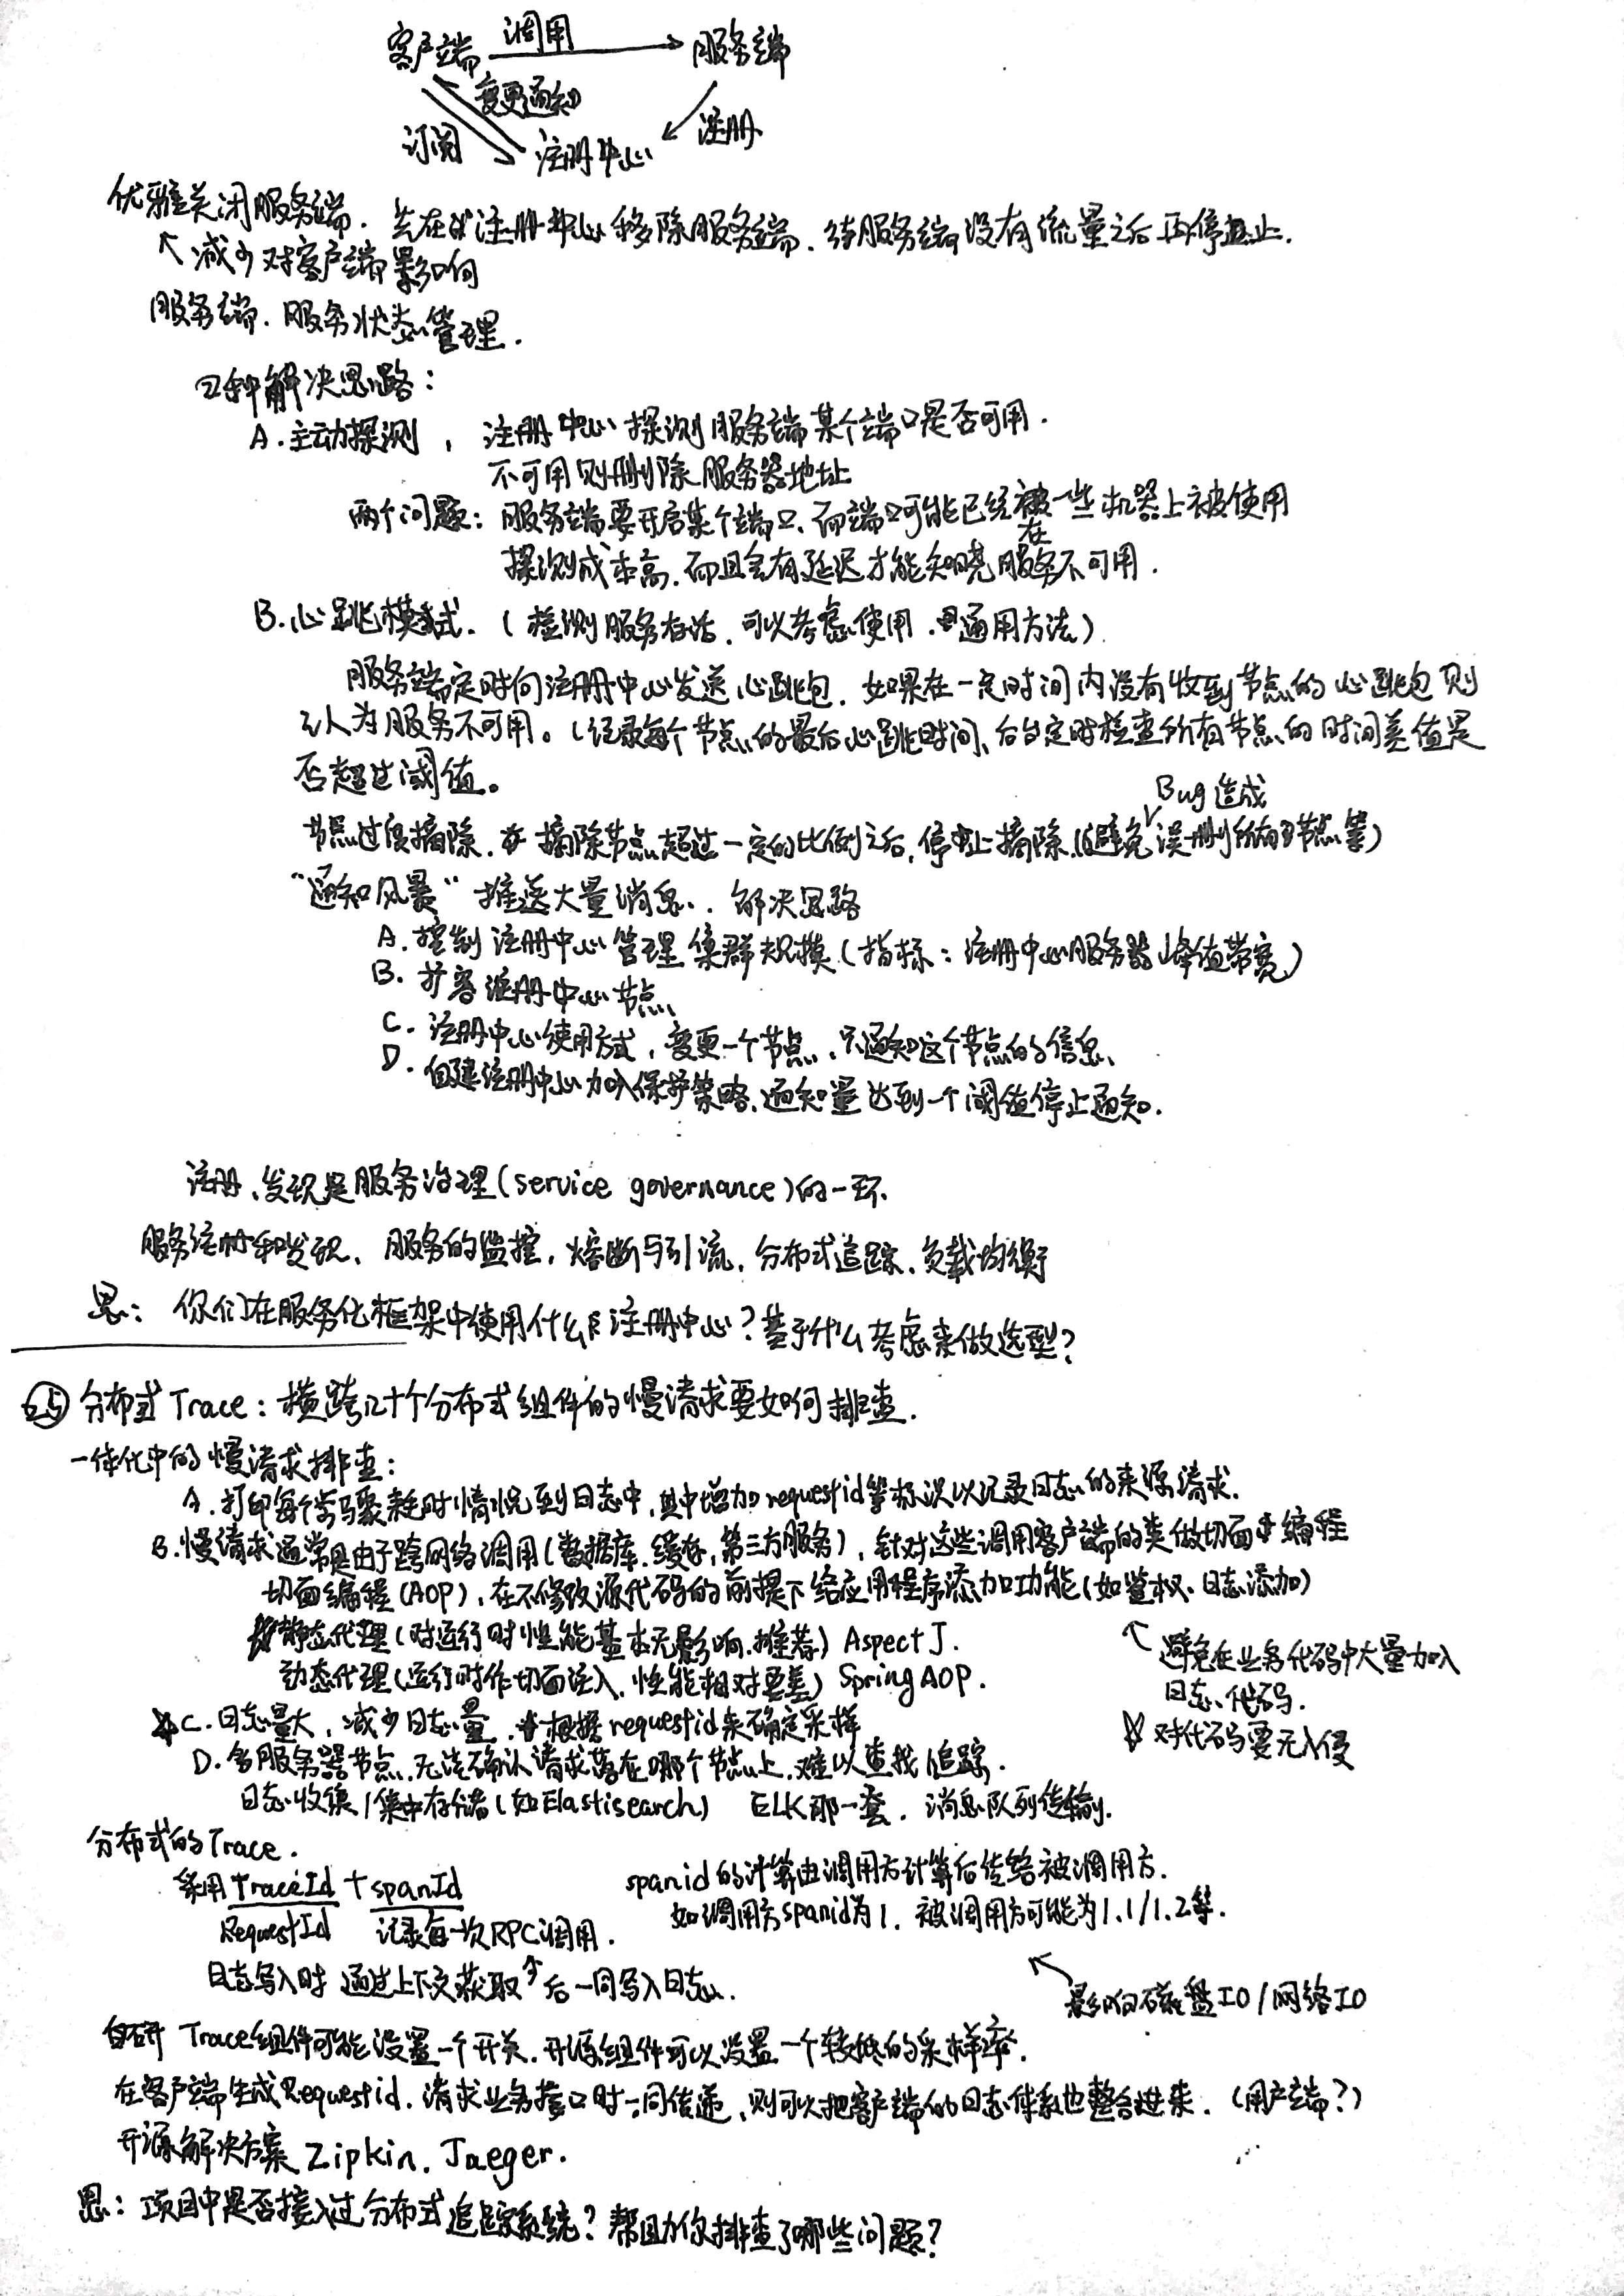 客户端 调用 服务端
变更通知
订阅 注册中心 注册
优雅关闭服务端. 先在注册中心移除服务端. 待服务端没有流量之后再停止.
减少对客户端影响
服务端. 服务状态管理.
2种解决思路:
A.主动探测, 注册中心探测服务端某个端口是否可用.
不可用则删除服务器地址
两个问题: 服务端要开启某个端口, 而端口可能已经在一些机器上被使用
探测成本高. 而且会有延迟才能知晓服务不可用.
B.心跳模式. (检测服务存活. 可以考虑使用. 通用方法)
服务端定时向注册中心发送心跳包. 如果在一定时间内没有收到节点的心跳包则
认为服务不可用。(记录每个节点的最后心跳时间、后台定时检查所有节点的时间差值是
否超过阈值。
Bug造成
节点过度摘除. 摘除节点超过一定的比例之后, 停止摘除.(避免误删所有节点等)
"通知风暴" 推送大量消息.. 解决思路
A. 控制注册中心管理集群规模(指标: 注册中心服务器峰值带宽)
B. 扩容注册中心节点
C. 注册中心使用方式, 变更一个节点, 只通知这个节点的信息、
D. 自建注册中心加入保护策略、通知量达到一个阈值停止通知.
注册、发现是服务治理(service governance)的一环.
服务注册和发现、服务的监控, 熔断与引流, 分布式追踪. 负载均衡
思: 你们在服务化框架中使用什么注册中心? 基于什么考虑来做选型?
25 分布式Trace: 横跨几十个分布式组件的慢请求要如何排查.
一体化中的慢请求排查:
A. 打印每个步骤耗时情况到日志中, 其中增加requestid等标识以记录日志的来源请求.
B.慢请求通常是由于跨网络调用(数据库. 缓存, 第三方服务), 针对这些调用客户端的类做切面编程
切面编程(AOP), 在不修改源代码的前提下给应用程序添加功能(如鉴权、日志添加)
静态代理(对运行时性能基本无影响.推荐) AspectJ.
动态代理(运行时作切面注入, 性能相对要差) Spring AOP.
避免在业务代码中大量加入
日志代码.
对代码要无入侵
C.日志量大, 减少日志量. 根据requestid来确定采样
D. 多服务器节点. 无法确认请求落在哪个节点上. 难以查找追踪.
日志收集/集中存储(如Elastisearch) ELK那一套. 消息队列传输.
分布式的Trace.
采用TraceId + spanId
RequestId 记录每一次RPC调用.
spanid的计算由调用方计算后传给被调用方.
如调用方spanid为1. 被调用方可能为1.1/1.2等.
日志写入时 通过上下文获取后一同写入日志.
影响磁盘IO/网络IO
自研 Trace组件可能设置一个开关. 开源组件可以设置一个较低的采样率.
在客户端生成Requestid. 请求业务接口时一同传递, 则可以把客户端的日志体系也整合进来. (用户端?)
开源解决方案 Zipkin. Jaeger.
思: 项目中是否接入过分布式追踪系统? 帮助你排查了哪些问题?